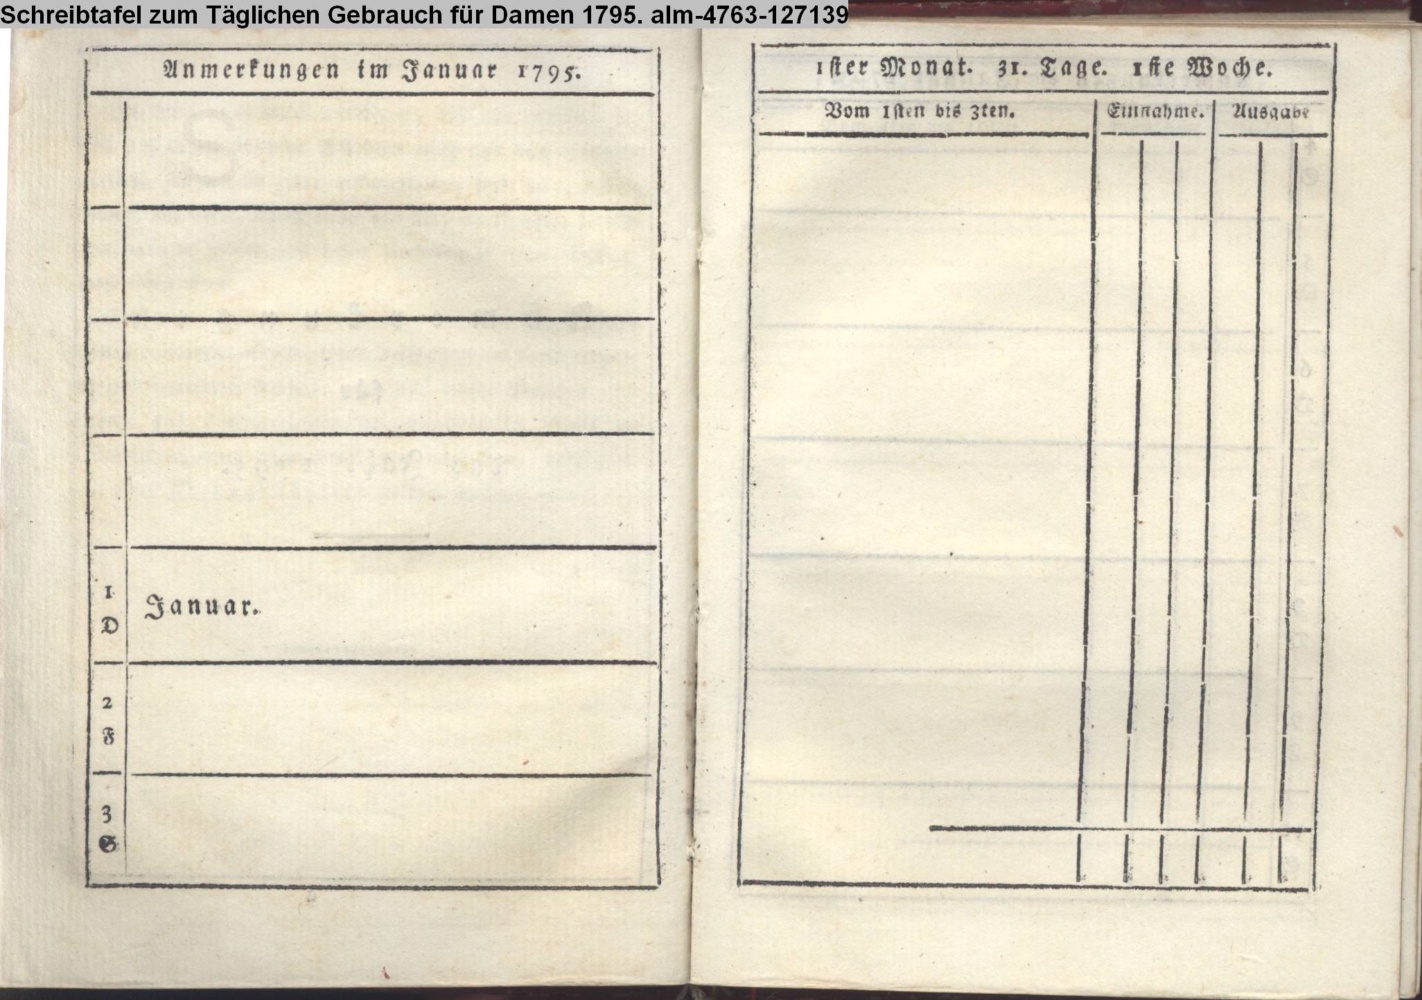 Schreibtafel zum Täglichen Gebrauch für Damen 1795. alm-4763-127139
Anmerkungen im Januar 1795.
1
D
Januar.
2
F
3
S
1ster Monat. 31. Tage. 1ste Woche.
Vom 1sten bis 3ten. Einnahme. Ausgabe